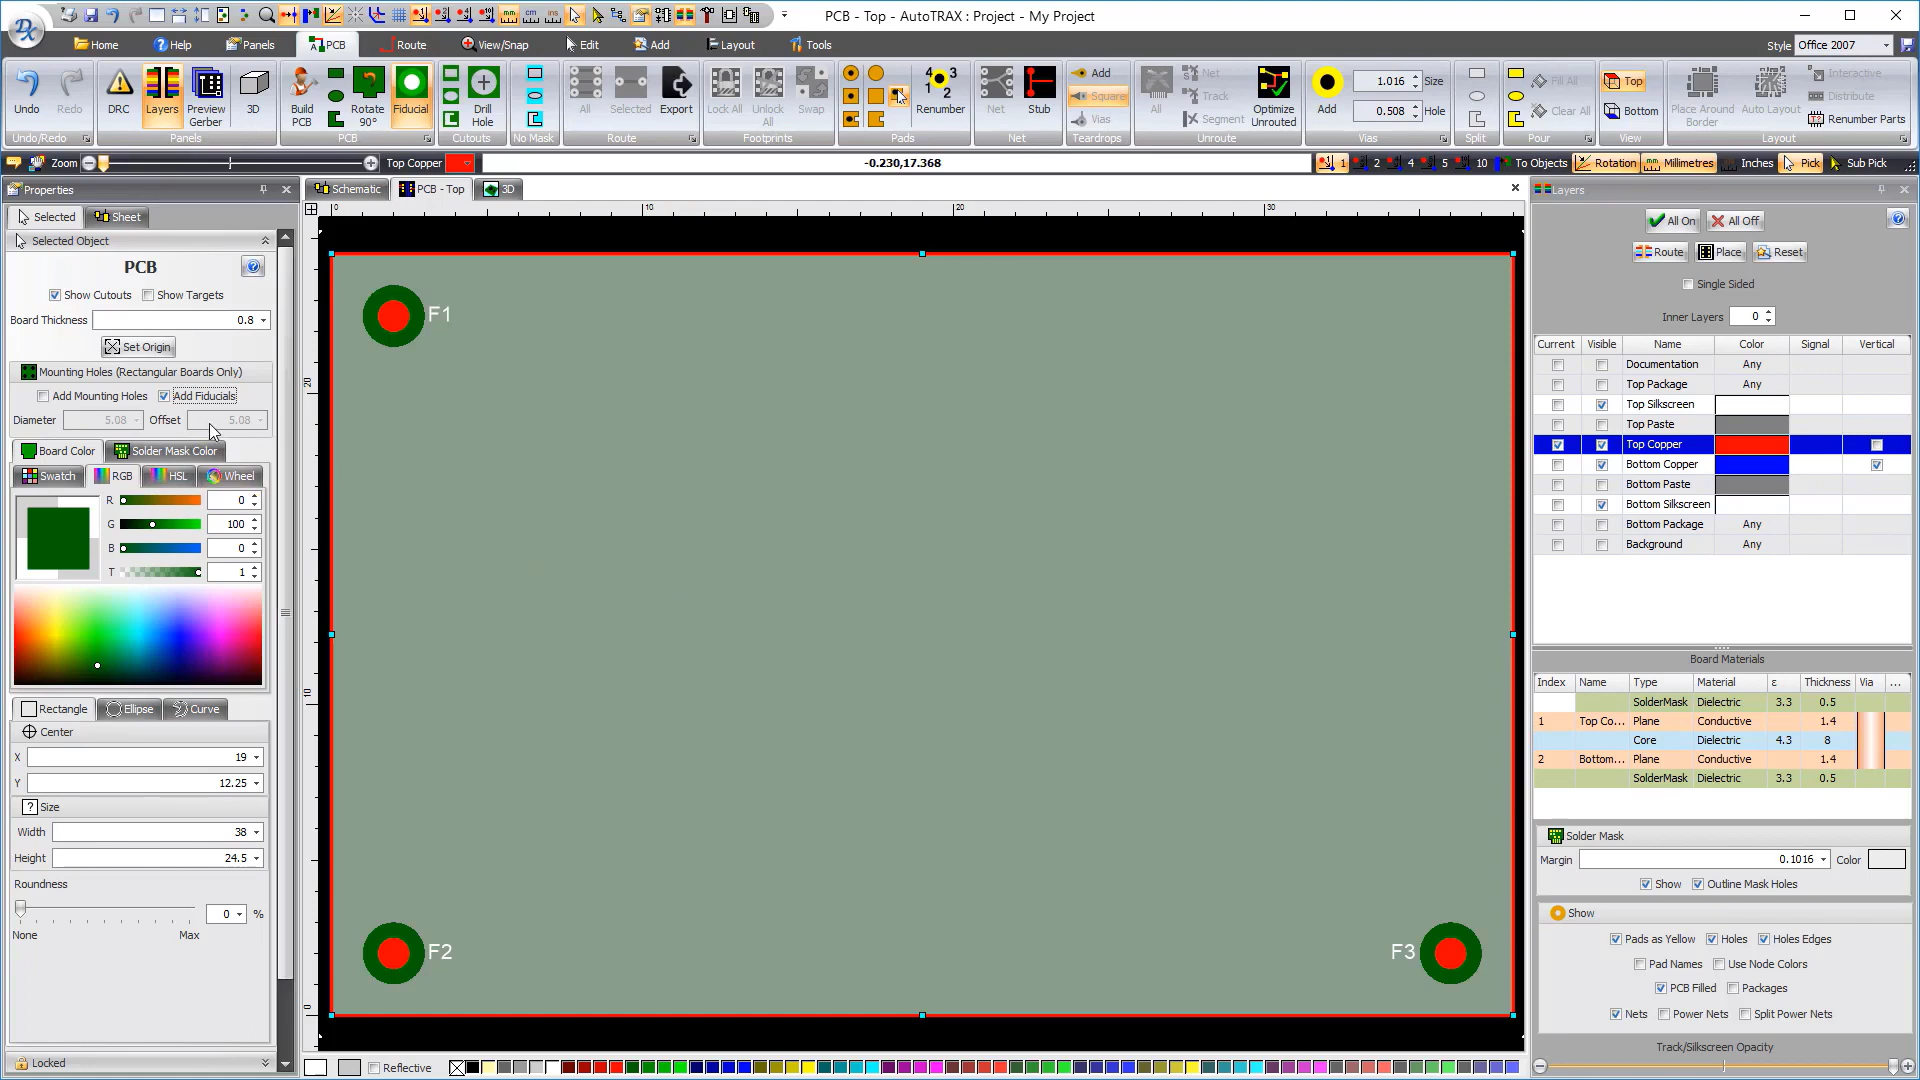 PCB - Top - AutoTRAX : Project - My Project
Home Help Panels PCB Route View/Snap Edit Add Layout Tools Style Office 2007
Undo Redo DRC Layers Preview Gerber 3D Build PCB Rotate 90° Fiducial Drill Hole All Selected Export Lock All Unlock All Swap 4 3 1 2 Renumber Net Stub Add Square Vias All Net Track Segment Optimize Unrouted Add 1.016 Size 0.508 Hole Fill All Clear All Top Bottom Place Around Border Auto Layout Interactive Distribute Renumber Parts
Undo/Redo Panels PCB Cutouts No Mask Route Footprints Pads Net Teardrops Unroute Vias Split Pour View Layout
Zoom Top Copper -0.230,17.368 1 2 4 5 10 To Objects Rotation Millimetres Inches Pick Sub Pick
Properties
Selected Sheet
Selected Object
PCB
Show Cutouts Show Targets
Board Thickness 0.8
Set Origin
Mounting Holes (Rectangular Boards Only)
Add Mounting Holes Add Fiducials
Diameter 5.08 Offset 5.08
Board Color Solder Mask Color
Swatch RGB HSL Wheel
R 0
G 100
B 0
T 1
Rectangle Ellipse Curve
Center
X 19
Y 12.25
? Size
Width 38
Height 24.5
Roundness
0 %
None Max
Locked
Schematic PCB - Top 3D
0 10 20 30
20
10
0
F1
F2
F3
Reflective
Layers
All On All Off
Route Place Reset
Single Sided
Inner Layers 0
Current Visible Name Color Signal Vertical
Documentation Any
Top Package Any
Top Silkscreen
Top Paste
Top Copper
Bottom Copper
Bottom Paste
Bottom Silkscreen
Bottom Package Any
Background Any
Board Materials
Index Name Type Material ε Thickness Via ...
SolderMask Dielectric 3.3 0.5
1 Top Co... Plane Conductive 1.4
Core Dielectric 4.3 8
2 Bottom... Plane Conductive 1.4
SolderMask Dielectric 3.3 0.5
Solder Mask
Margin 0.1016 Color
Show Outline Mask Holes
Show
Pads as Yellow Holes Holes Edges
Pad Names Use Node Colors
PCB Filled Packages
Nets Power Nets Split Power Nets
Track/Silkscreen Opacity